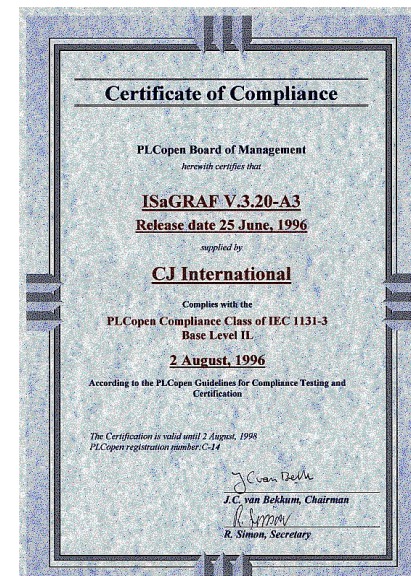 Certificate of Compliance
PLCopen Board of Management
herewith certifies that
ISaGRAF V.3.20-A3
Release date 25 June, 1996
supplied by
CJ International
Complies with the
PLCopen Compliance Class of IEC 1131-3
Base Level IL
2 August, 1996
According to the PLCopen Guidelines for Compliance Testing and
Certification
The Certification is valid until 2 August, 1998
PLCopen registration number:C-14
J.C. van Bekkum, Chairman
R. Simon
R. Simon, Secretary